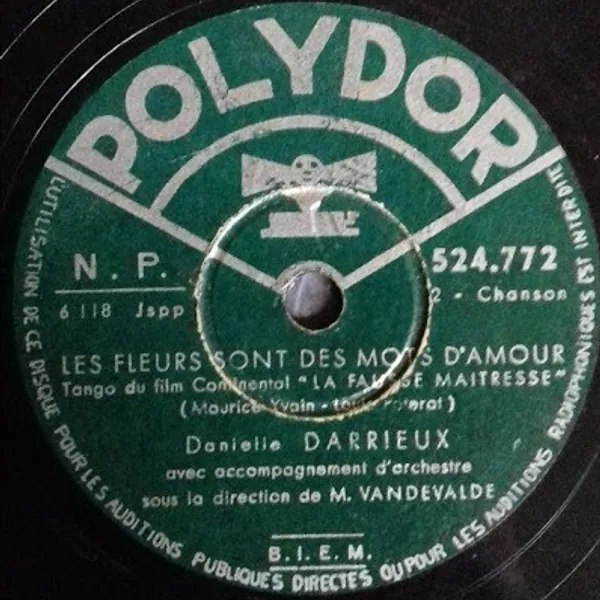 POLYDOR
N. P.
6118 Jspp
524.772
2 - Chanson
LES FLEURS SONT DES MOTS D'AMOUR
Tango du film Continental "LA FAUSSE MAITRESSE"
(Maurice Yvain - Louis Poterat)
Danielle DARRIEUX
avec accompagnement d'orchestre
sous la direction de M. VANDEVALDE
B. I. E. M.
L'UTILISATION DE CE DISQUE POUR LES AUDITIONS PUBLIQUES DIRECTES OU POUR LES AUDITIONS RADIOPHONIQUES EST INTERDITE